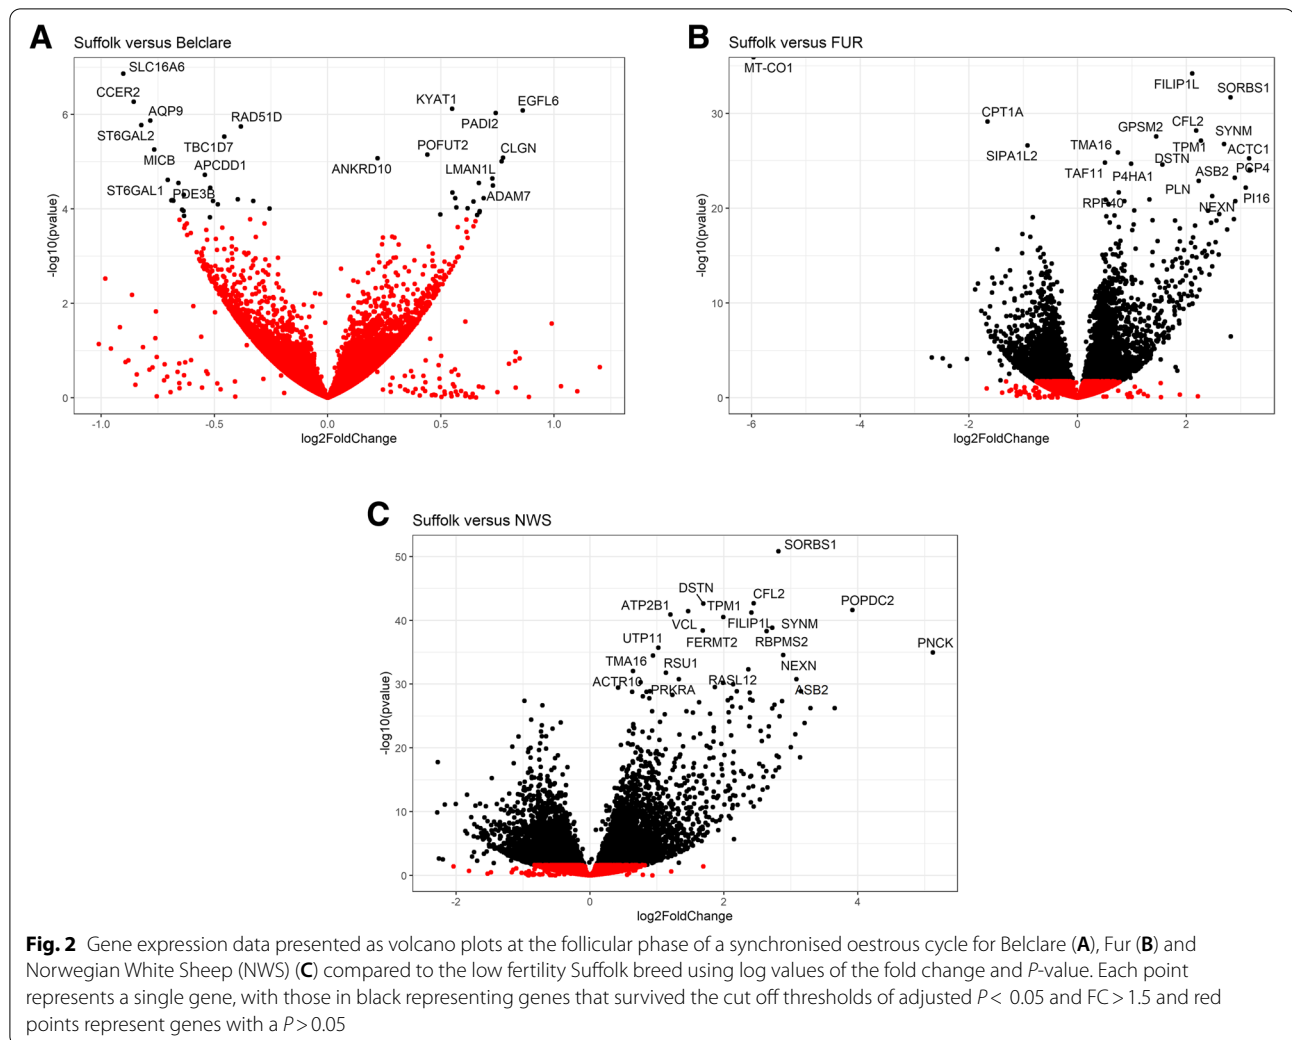 A
Suffolk versus Belclare
SLC16A6
CCER2
AQP9
ST6GAL2
RAD51D
TBC1D7
MICB
APCDD1
ST6GAL1
PDE3B
KYAT1
EGFL6
PADI2
POFUT2
CLGN
ANKRD10
LMAN1L
ADAM7
6
4
2
0
-log10(pvalue)
-1.0
-0.5
0.0
0.5
1.0
log2FoldChange
B
Suffolk versus FUR
MT-CO1
FILIP1L
SORBS1
CPT1A
GPSM2
CFL2
SYNM
SIPA1L2
TMA16
TPM1
ACTC1
DSTN
TAF11
P4HA1
ASB2
PCP4
PLN
PI16
RPP40
NEXN
30
20
10
0
-log10(pvalue)
-6
-4
-2
0
2
log2FoldChange
C
Suffolk versus NWS
SORBS1
DSTN
CFL2
ATP2B1
TPM1
POPDC2
VCL
FILIP1L
SYNM
UTP11
FERMT2
RBPMS2
PNCK
TMA16
RSU1
NEXN
ACTR10
PRKRA
RASL12
ASB2
50
40
30
20
10
0
-log10(pvalue)
-2
0
2
4
log2FoldChange
Fig. 2 Gene expression data presented as volcano plots at the follicular phase of a synchronised oestrous cycle for Belclare (A), Fur (B) and
Norwegian White Sheep (NWS) (C) compared to the low fertility Suffolk breed using log values of the fold change and P-value. Each point
represents a single gene, with those in black representing genes that survived the cut off thresholds of adjusted P < 0.05 and FC > 1.5 and red
points represent genes with a P > 0.05